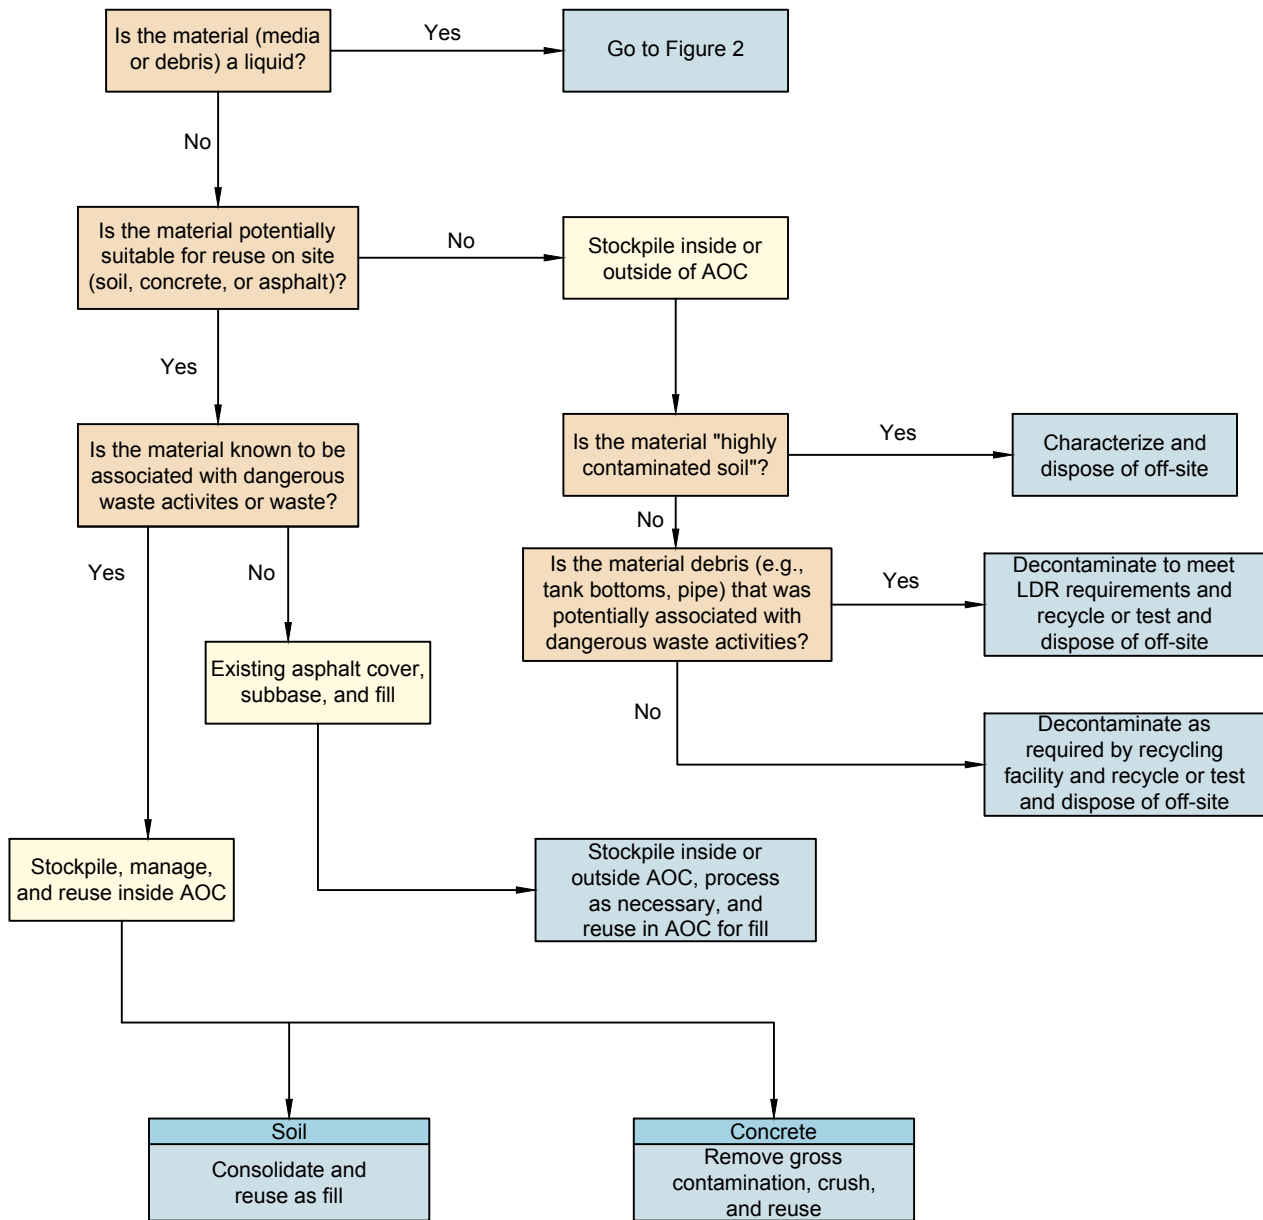 Is the material (media
or debris) a liquid?
Yes
Go to Figure 2
No
Is the material potentially
suitable for reuse on site
(soil, concrete, or asphalt)?
No
Stockpile inside or
outside of AOC
Yes
Is the material known to be
associated with dangerous
waste activites or waste?
Is the material "highly
contaminated soil"?
Yes
Characterize and
dispose of off-site
No
Yes
No
Is the material debris (e.g.,
tank bottoms, pipe) that was
potentially associated with
dangerous waste activities?
Yes
Decontaminate to meet
LDR requirements and
recycle or test and
dispose of off-site
Existing asphalt cover,
subbase, and fill
No
Decontaminate as
required by recycling
facility and recycle or test
and dispose of off-site
Stockpile, manage,
and reuse inside AOC
Stockpile inside or
outside AOC, process
as necessary, and
reuse in AOC for fill
Soil
Consolidate and
reuse as fill
Concrete
Remove gross
contamination, crush,
and reuse